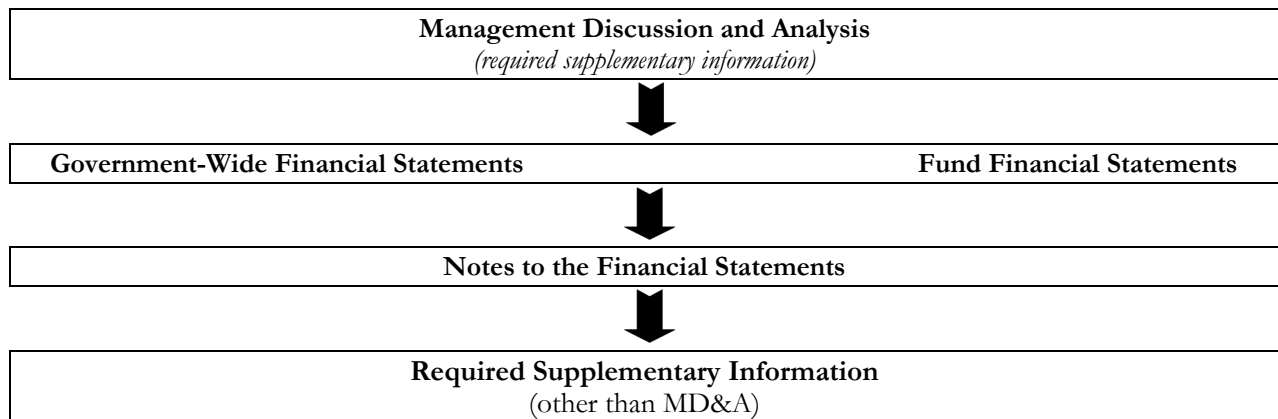 Management Discussion and Analysis
(required supplementary information)
Government-Wide Financial Statements Fund Financial Statements
Notes to the Financial Statements
Required Supplementary Information
(other than MD&A)